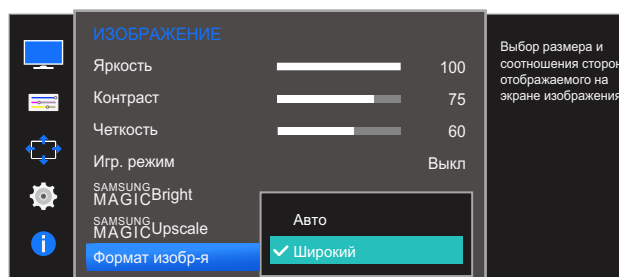 ИЗОБРАЖЕНИЕ
Яркость 100
Контраст 75
Четкость 60
Игр. режим Выкл
SAMSUNG
MAGICBright
SAMSUNG
MAGICUpscale
Формат изобр-я
Авто
Широкий
Выбор размера и
соотношения сторон
отображаемого на
экране изображения